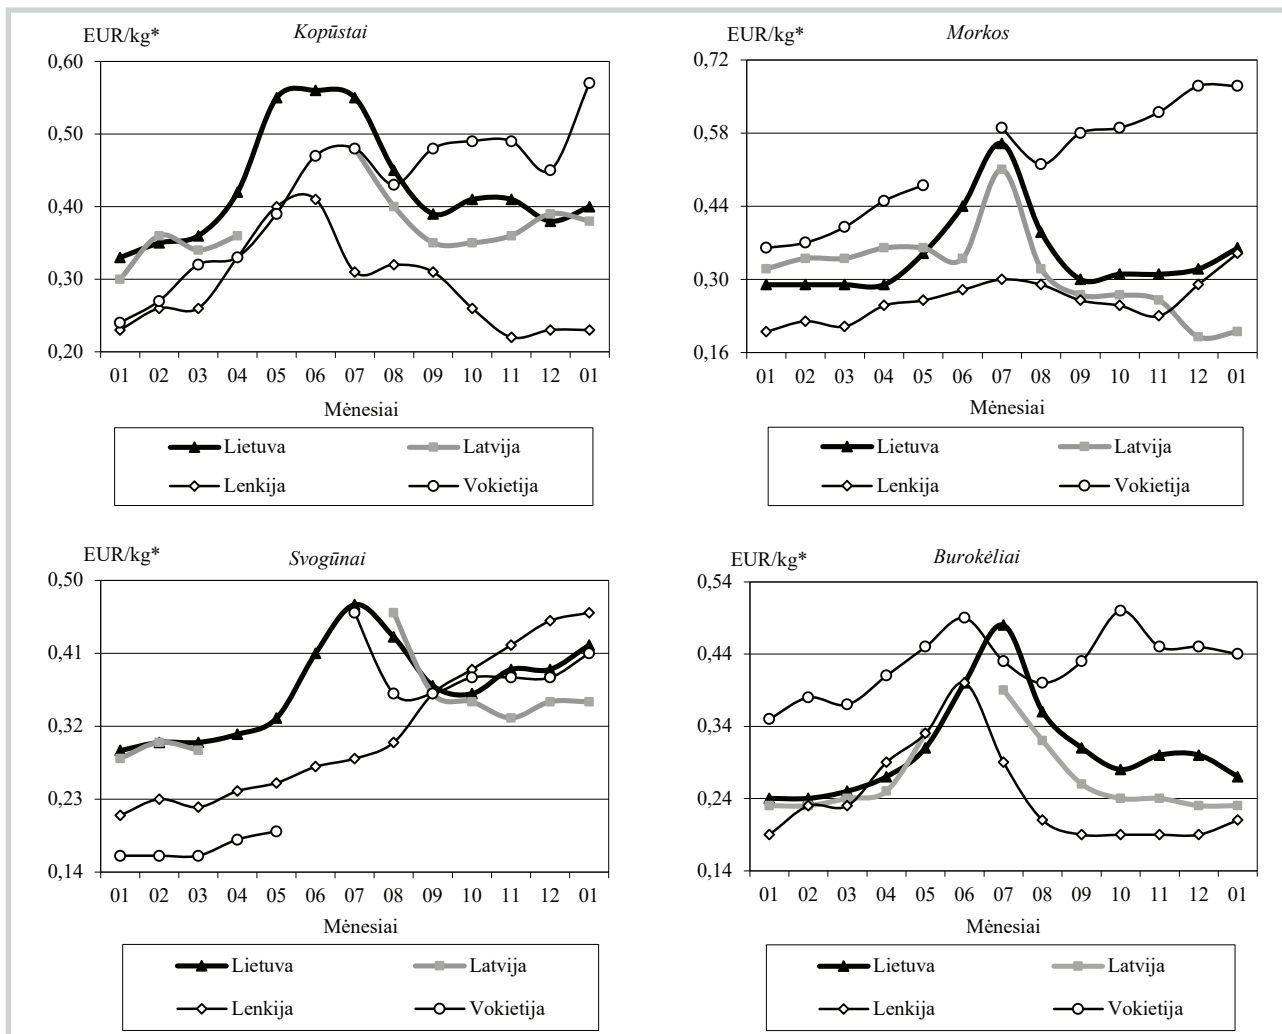 Kopūstai
EUR/kg*
0,60
0,50
0,40
0,30
0,20
01 02 03 04 05 06 07 08 09 10 11 12 01
Mėnesiai
Lietuva Latvija
Lenkija Vokietija
Morkos
EUR/kg*
0,72
0,58
0,44
0,30
0,16
01 02 03 04 05 06 07 08 09 10 11 12 01
Mėnesiai
Lietuva Latvija
Lenkija Vokietija
Svogūnai
EUR/kg*
0,50
0,41
0,32
0,23
0,14
01 02 03 04 05 06 07 08 09 10 11 12 01
Mėnesiai
Lietuva Latvija
Lenkija Vokietija
Burokėliai
EUR/kg*
0,54
0,44
0,34
0,24
0,14
01 02 03 04 05 06 07 08 09 10 11 12 01
Mėnesiai
Lietuva Latvija
Lenkija Vokietija